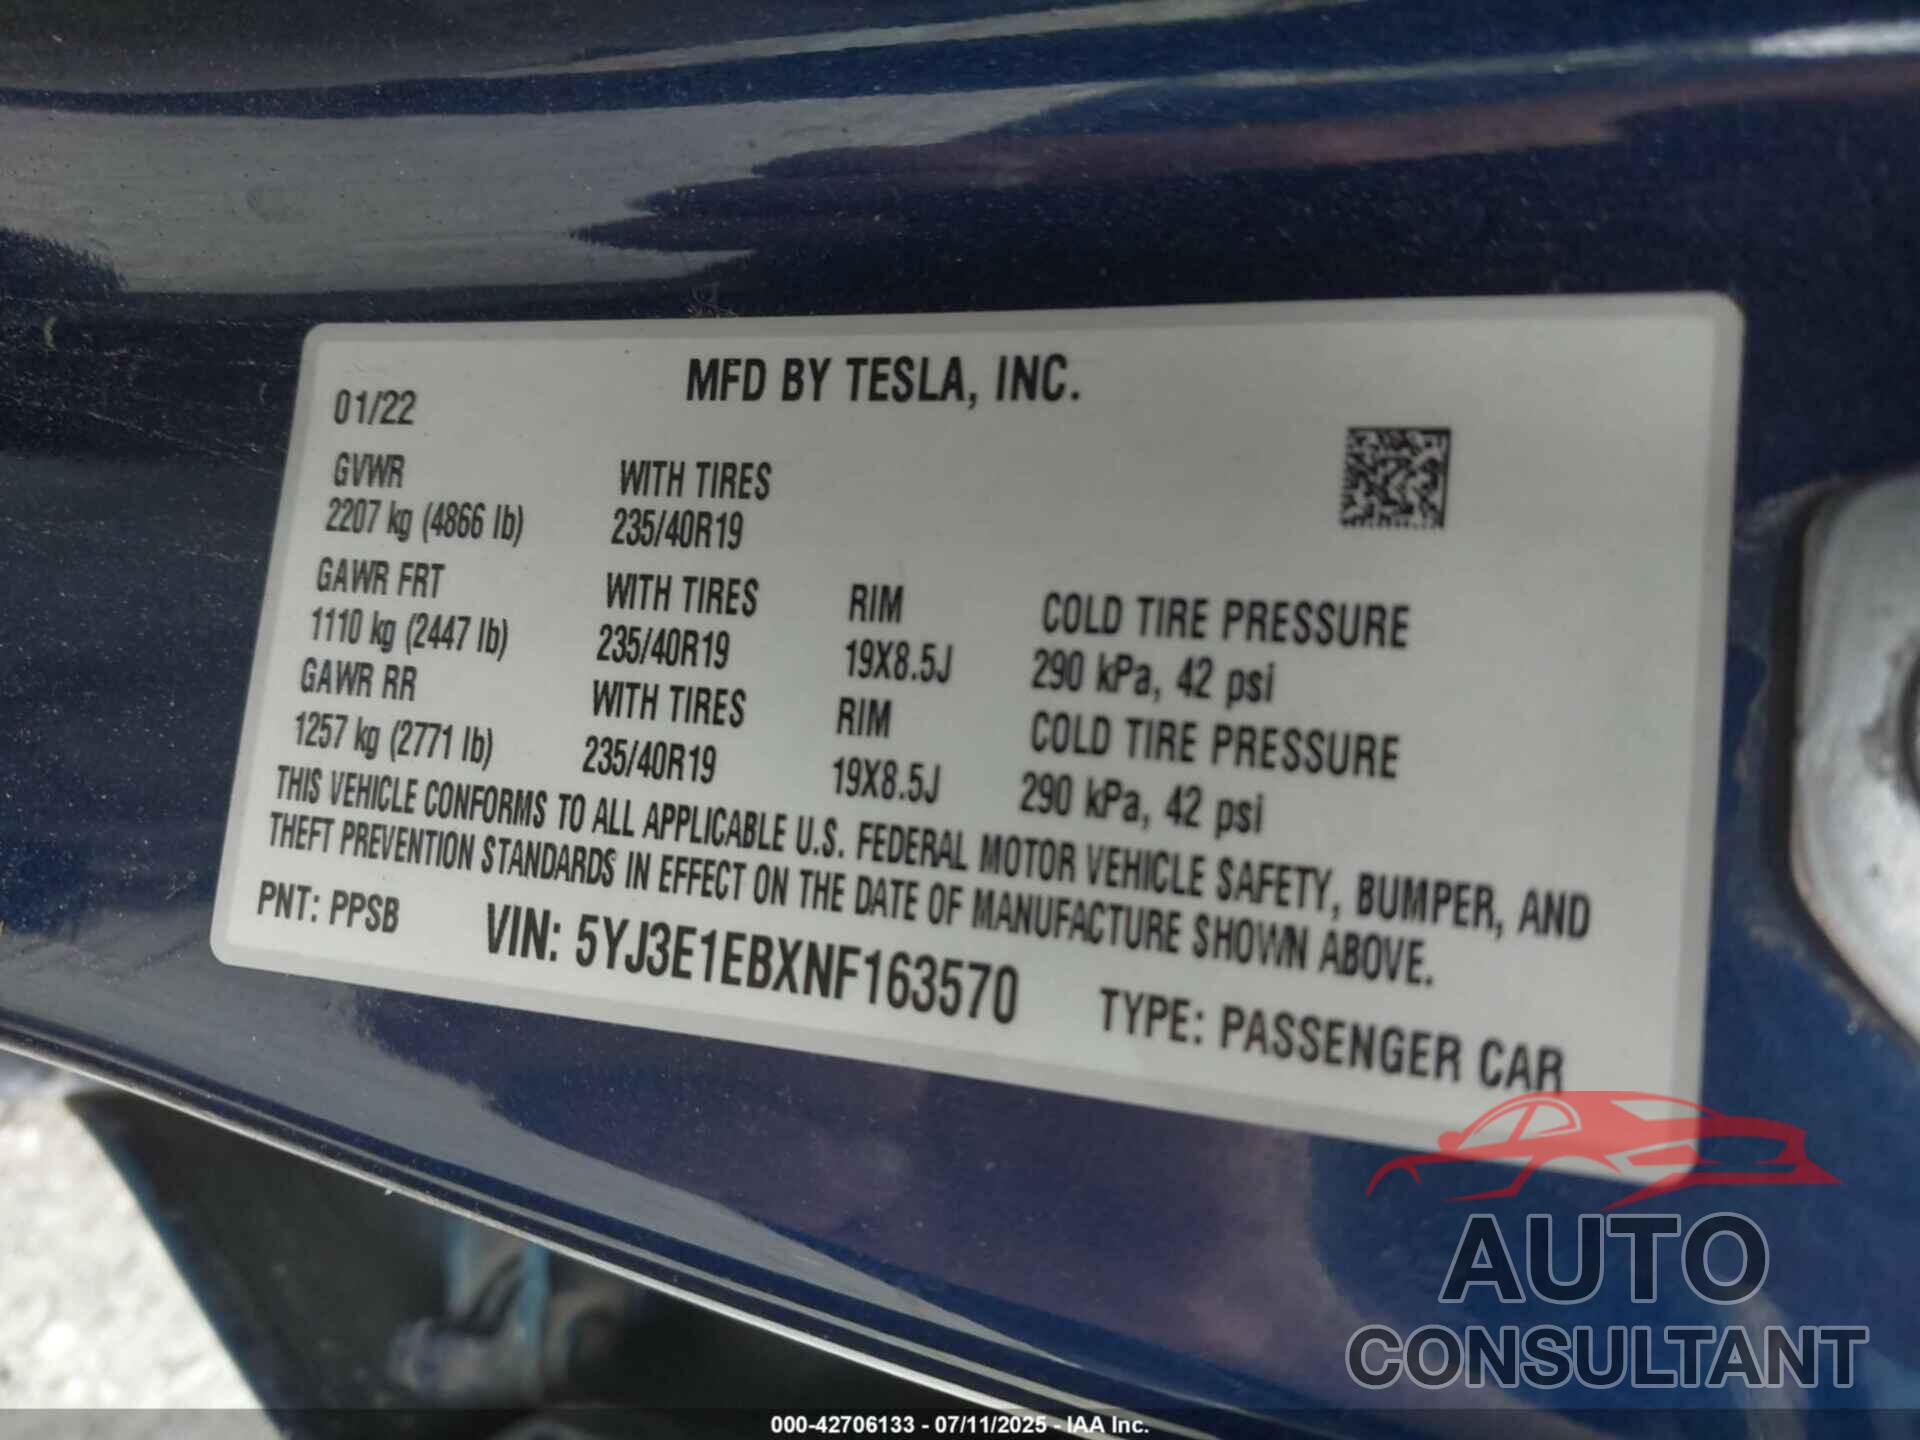 MFD BY TESLA, INC.
01/22
GVWR WITH TIRES
2207 kg (4866 lb) 235/40R19
GAWR FRT WITH TIRES RIM COLD TIRE PRESSURE
1110 kg (2447 lb) 235/40R19 19X8.5J 290 kPa, 42 psi
GAWR RR WITH TIRES RIM COLD TIRE PRESSURE
1257 kg (2771 lb) 235/40R19 19X8.5J 290 kPa, 42 psi
THIS VEHICLE CONFORMS TO ALL APPLICABLE U.S. FEDERAL MOTOR VEHICLE SAFETY, BUMPER, AND
THEFT PREVENTION STANDARDS IN EFFECT ON THE DATE OF MANUFACTURE SHOWN ABOVE.
PNT: PPSB VIN: 5YJ3E1EBXNF163570 TYPE: PASSENGER CAR
AUTO
CONSULTANT
000-42706133 - 07/11/2025 - IAA Inc.